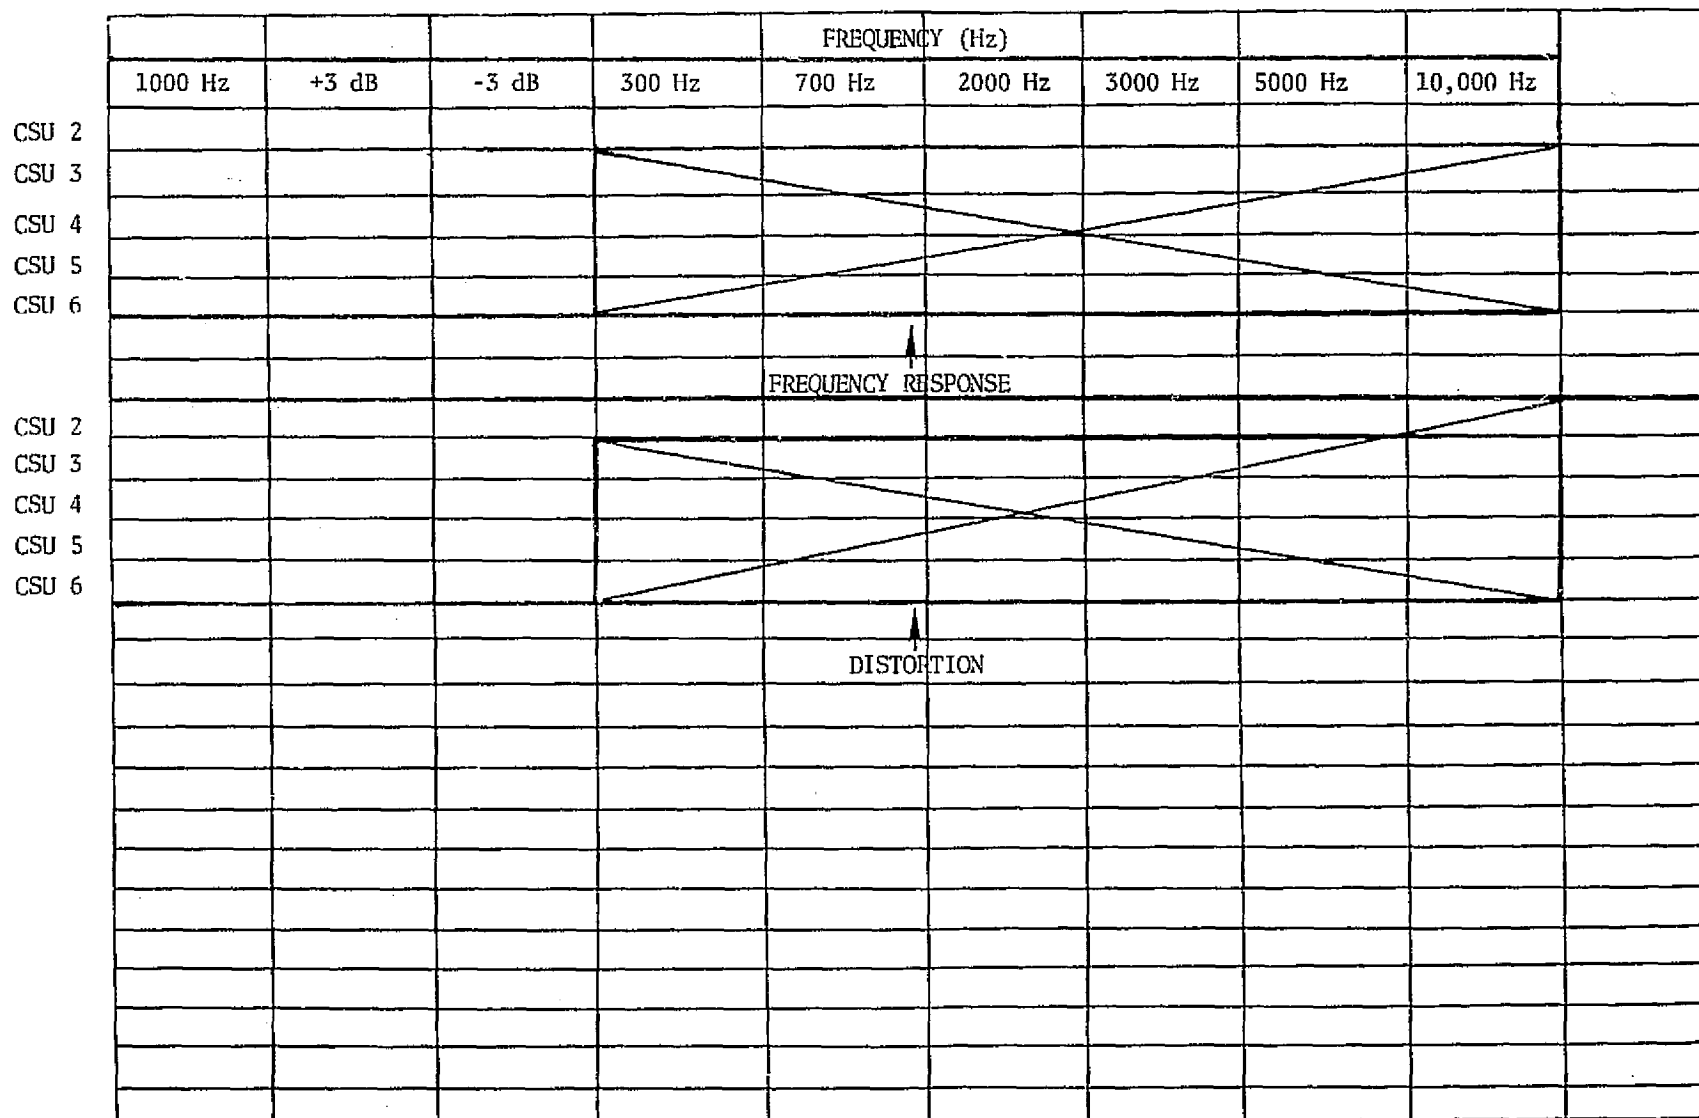 FREQUENCY (Hz)
1000 Hz +3 dB -3 dB 300 Hz 700 Hz 2000 Hz 3000 Hz 5000 Hz 10,000 Hz
CSU 2
CSU 3
CSU 4
CSU 5
CSU 6
FREQUENCY RESPONSE
CSU 2
CSU 3
CSU 4
CSU 5
CSU 6
DISTORTION